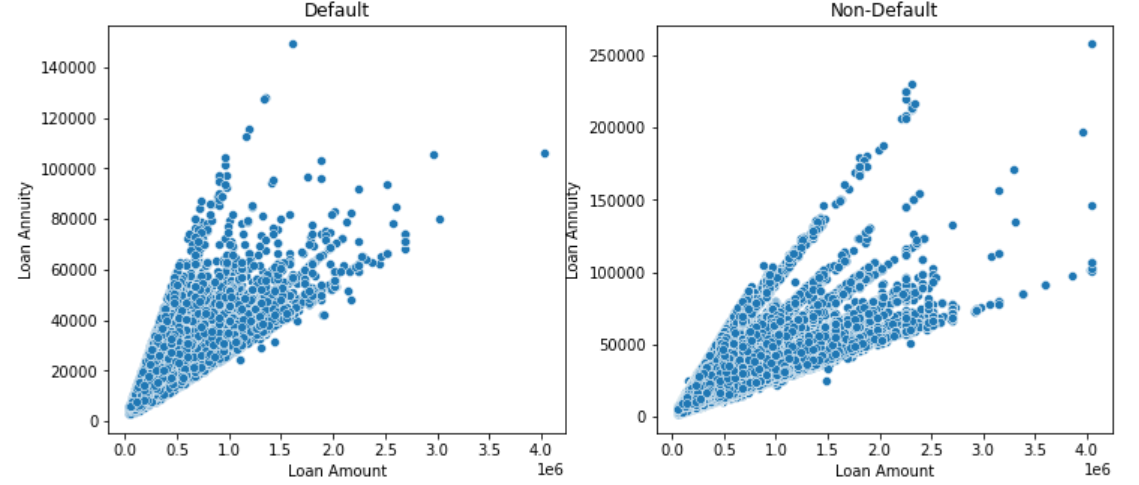 Default
Non-Default
140000
120000
100000
80000
60000
40000
20000
0
Loan Annuity
0.0 0.5 1.0 1.5 2.0 2.5 3.0 3.5 4.0
1e6
Loan Amount
250000
200000
150000
100000
50000
0
Loan Annuity
0.0 0.5 1.0 1.5 2.0 2.5 3.0 3.5 4.0
1e6
Loan Amount